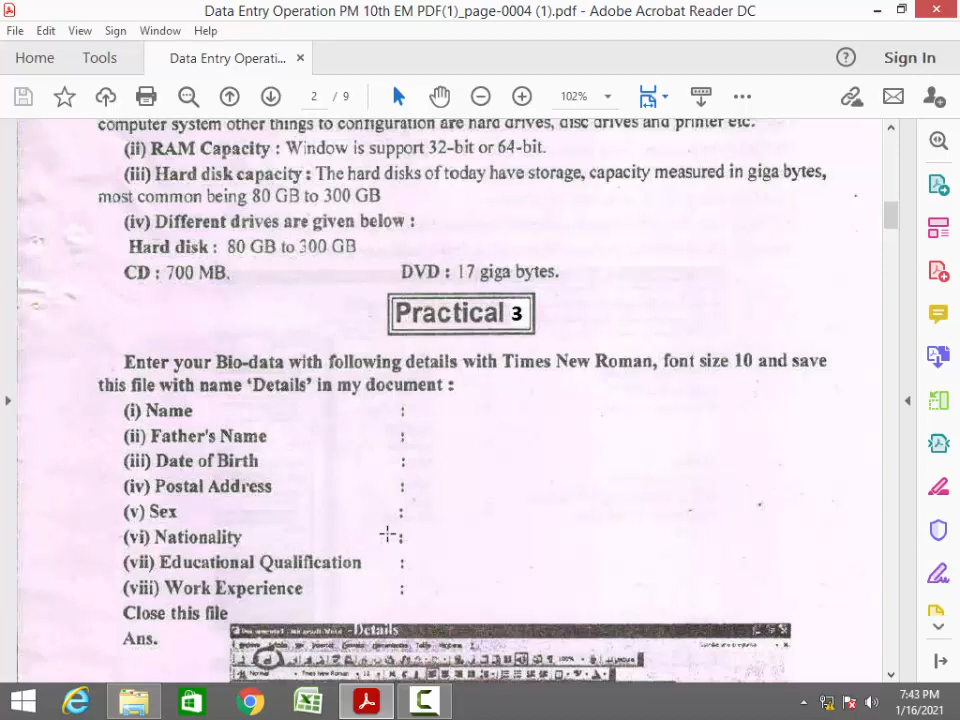 Data Entry Operation PM 10th EM PDF(1)_page-0004 (1).pdf - Adobe Acrobat Reader DC
File Edit View Sign Window Help
Home Tools Data Entry Operati... × Sign In
2 / 9 102%
computer system other things to configuration are hard drives, disc drives and printer etc.
(ii) RAM Capacity : Window is support 32-bit or 64-bit.
(iii) Hard disk capacity : The hard disks of today have storage, capacity measured in giga bytes,
most common being 80 GB to 300 GB
(iv) Different drives are given below :
Hard disk : 80 GB to 300 GB
CD : 700 MB. DVD : 17 giga bytes.
Practical 3
Enter your Bio-data with following details with Times New Roman, font size 10 and save
this file with name ‘Details’ in my document :
(i) Name :
(ii) Father's Name :
(iii) Date of Birth :
(iv) Postal Address :
(v) Sex :
(vi) Nationality :
(vii) Educational Qualification :
(viii) Work Experience :
Close this file
Ans.
Details
7:43 PM
1/16/2021